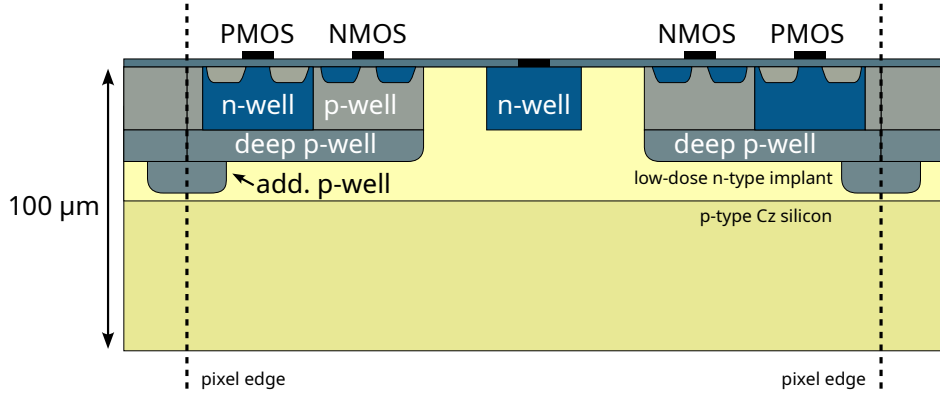 PMOS NMOS NMOS PMOS
n-well p-well n-well
deep p-well deep p-well
add. p-well low-dose n-type implant
100 µm
p-type Cz silicon
pixel edge pixel edge